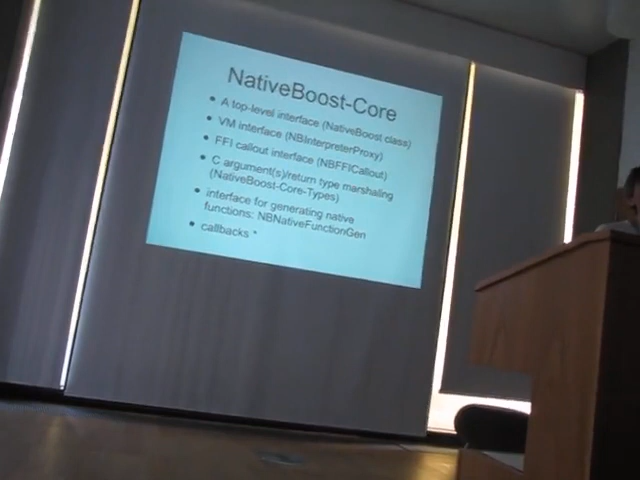 NativeBoost-Core
• A top-level interface (NativeBoost class)
• VM interface (NBInterpreterProxy)
• FFI callout interface (NBFFICallout)
• C argument(s)/return type marshaling
(NativeBoost-Core-Types)
• interface for generating native
functions: NBNativeFunctionGen
• callbacks *